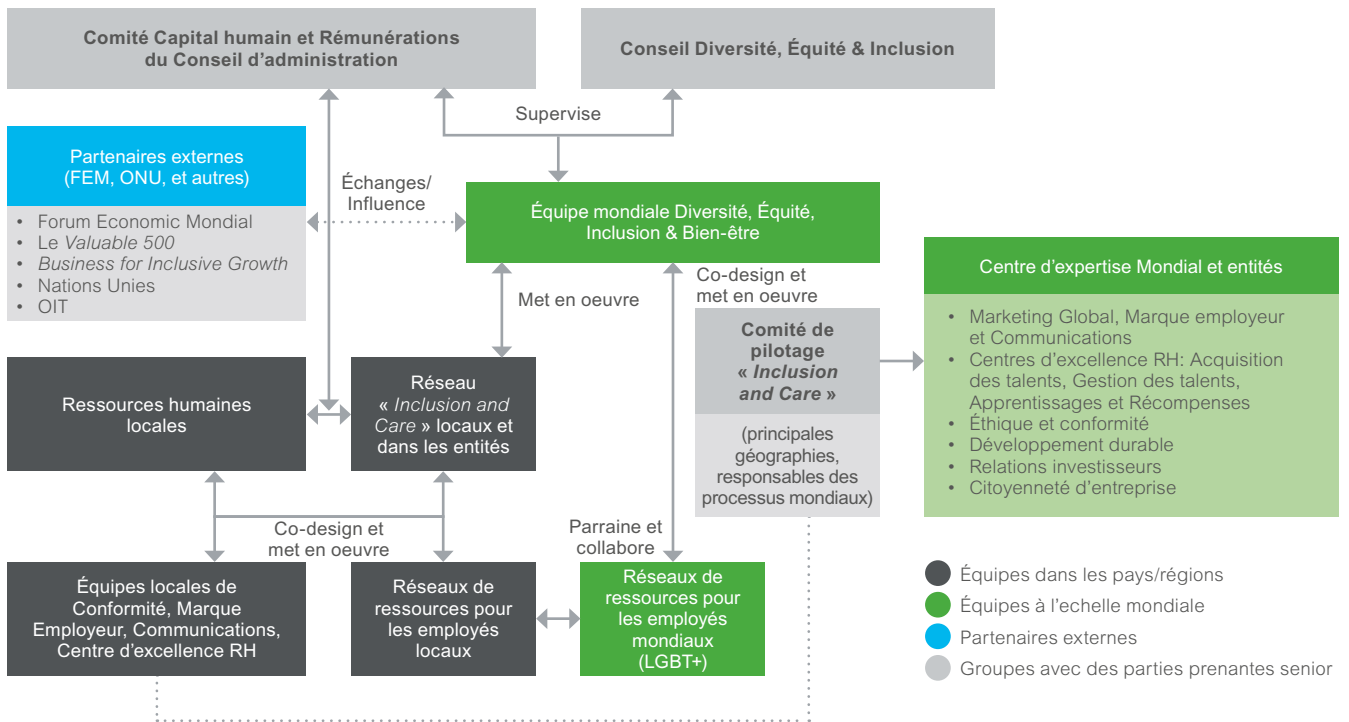 Comité Capital humain et Rémunérations
du Conseil d'administration
Conseil Diversité, Équité & Inclusion
Supervise
Partenaires externes
(FEM, ONU, et autres)
• Forum Economic Mondial
• Le Valuable 500
• Business for Inclusive Growth
• Nations Unies
• OIT
Échanges/
Influence
Équipe mondiale Diversité, Équité,
Inclusion & Bien-être
Met en oeuvre
Co-design et
met en oeuvre
Comité de
pilotage
« Inclusion
and Care »
(principales
géographies,
responsables des
processus mondiaux)
Centre d'expertise Mondial et entités
• Marketing Global, Marque employeur
et Communications
• Centres d'excellence RH: Acquisition
des talents, Gestion des talents,
Apprentissages et Récompenses
• Éthique et conformité
• Développement durable
• Relations investisseurs
• Citoyenneté d'entreprise
Ressources humaines
locales
Réseau
« Inclusion and
Care » locaux et
dans les entités
Co-design et
met en oeuvre
Parraine et
collabore
Équipes locales de
Conformité, Marque
Employeur, Communications,
Centre d'excellence RH
Réseaux de
ressources pour
les employés
locaux
Réseaux de
ressources pour
les employés
mondiaux
(LGBT+)
Équipes dans les pays/régions
Équipes à l'echelle mondiale
Partenaires externes
Groupes avec des parties prenantes senior